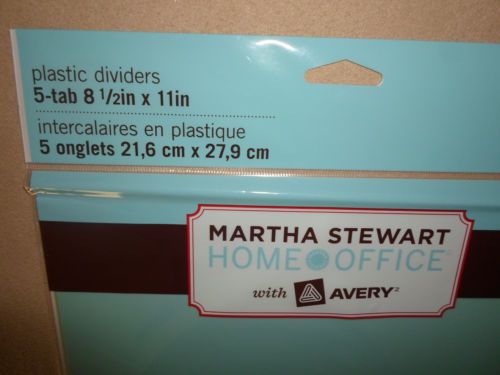 plastic dividers
5-tab 8 1/2in x 11in
intercalaires en plastique
5 onglets 21,6 cm x 27,9 cm
MARTHA STEWART
HOME OFFICE
with AVERY